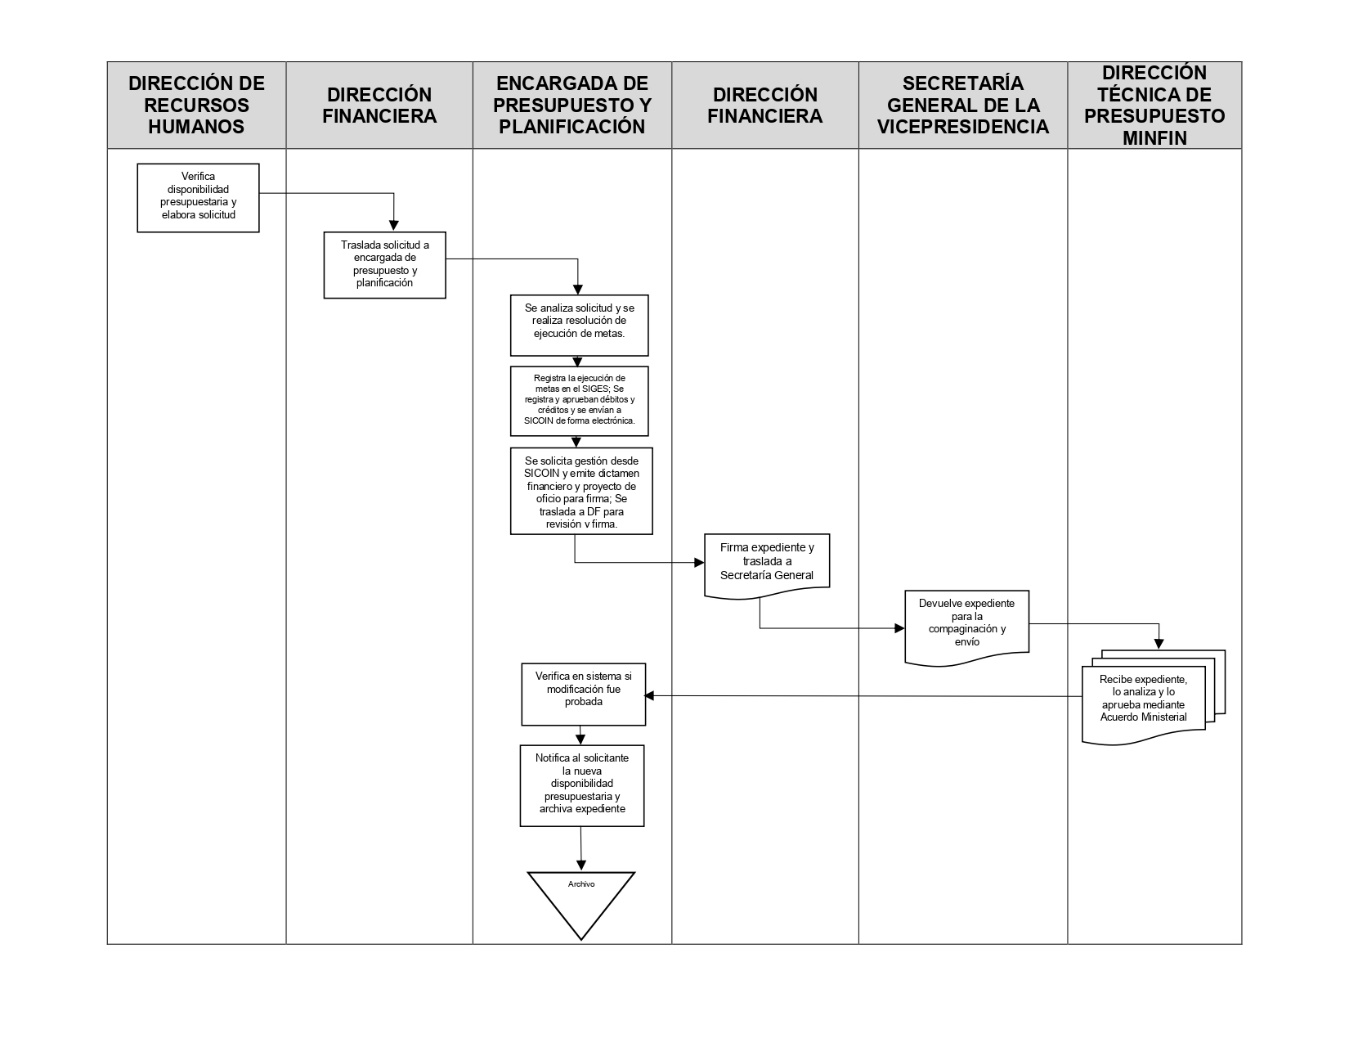 DIRECCIÓN DE
RECURSOS
HUMANOS
DIRECCIÓN
FINANCIERA
ENCARGADA DE
PRESUPUESTO Y
PLANIFICACIÓN
DIRECCIÓN
FINANCIERA
SECRETARÍA
GENERAL DE LA
VICEPRESIDENCIA
DIRECCIÓN
TÉCNICA DE
PRESUPUESTO
MINFIN
Verifica
disponibilidad
presupuestaria y
elabora solicitud
Traslada solicitud a
encargada de
presupuesto y
planificación
Se analiza solicitud y se
realiza resolución de
ejecución de metas.
Registra la ejecución de
metas en el SIGES; Se
registra y aprueban débitos y
créditos y se envían a
SICOIN de forma electrónica.
Se solicita gestión desde
SICOIN y emite dictamen
financiero y proyecto de
oficio para firma; Se
traslada a DF para
revisión y firma.
Firma expediente y
traslada a
Secretaría General
Devuelve expediente
para la
compaginación y
envío
Recibe expediente,
lo analiza y lo
aprueba mediante
Acuerdo Ministerial
Verifica en sistema si
modificación fue
probada
Notifica al solicitante
la nueva
disponibilidad
presupuestaria y
archiva expediente
Archivo